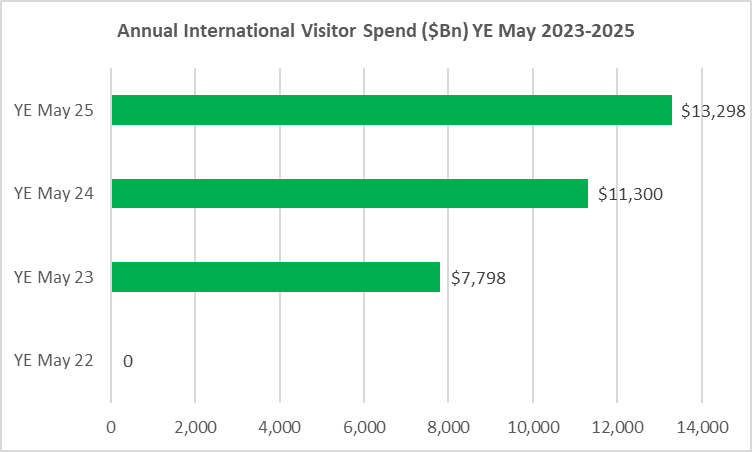 Annual International Visitor Spend ($Bn) YE May 2023-2025
YE May 25 $13,298
YE May 24 $11,300
YE May 23 $7,798
YE May 22 0
0 2,000 4,000 6,000 8,000 10,000 12,000 14,000